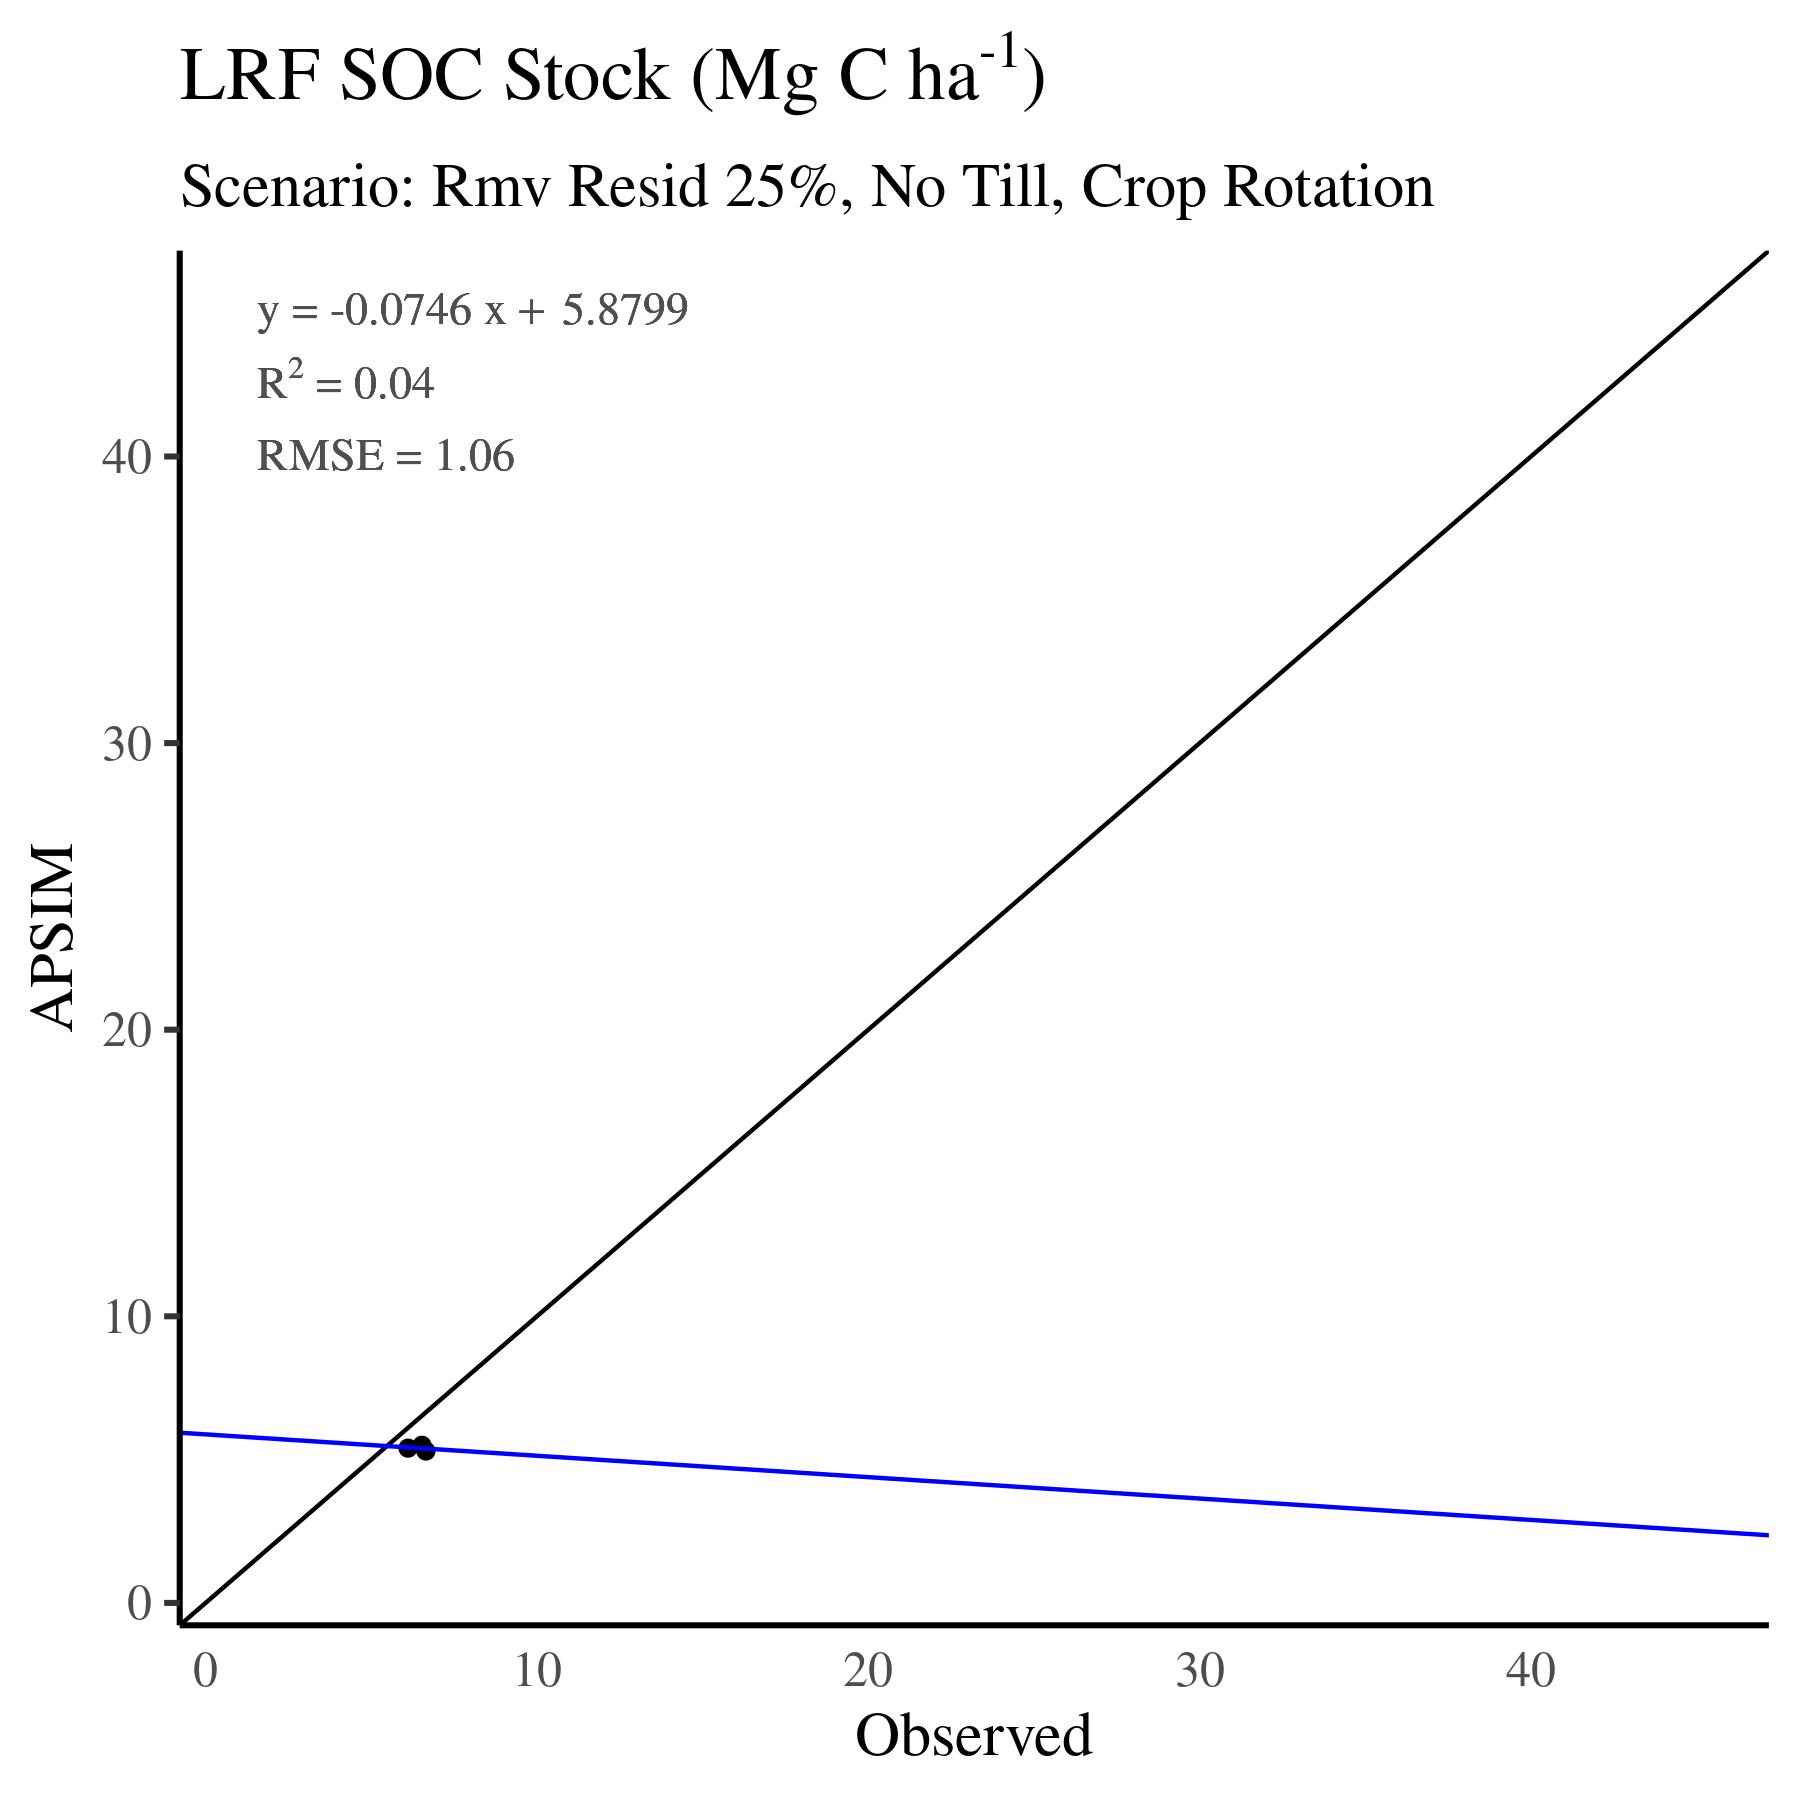 LRF SOC Stock (Mg C ha-1)
Scenario: Rmv Resid 25%, No Till, Crop Rotation
y = -0.0746 x + 5.8799
R2 = 0.04
RMSE = 1.06
40
30
20
10
0
APSIM
0 10 20 30 40
Observed